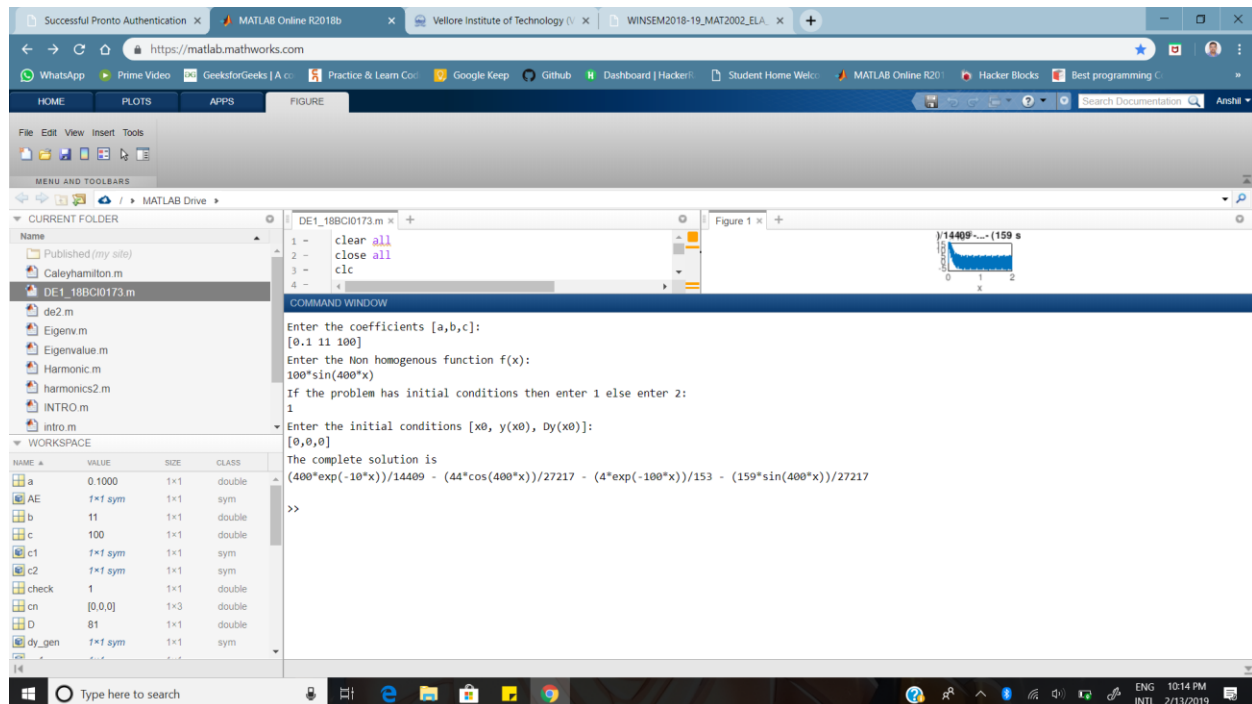 Successful Pronto Authentication × MATLAB Online R2018b × Vellore Institute of Technology (V × WINSEM2018-19_MAT2002_ELA_ × +
https://matlab.mathworks.com
WhatsApp Prime Video GeeksforGeeks | A co Practice & Learn Cod Google Keep Github Dashboard | HackerR Student Home Welco MATLAB Online R201 Hacker Blocks Best programming C »
HOME PLOTS APPS FIGURE Search Documentation Anshil
File Edit View Insert Tools
MENU AND TOOLBARS
/ MATLAB Drive
CURRENT FOLDER
Name
Published (my site)
Caleyhamilton.m
DE1_18BCI0173.m
de2.m
Eigenv.m
Eigenvalue.m
Harmonic.m
harmonics2.m
INTRO.m
intro.m
WORKSPACE
NAME VALUE SIZE CLASS
a 0.1000 1×1 double
AE 1×1 sym 1×1 sym
b 11 1×1 double
c 100 1×1 double
c1 1×1 sym 1×1 sym
c2 1×1 sym 1×1 sym
check 1 1×1 double
cn [0,0,0] 1×3 double
D 81 1×1 double
dy_gen 1×1 sym 1×1 sym
DE1_18BCI0173.m × +
1 - clear all
2 - close all
3 - clc
4 -
Figure 1 × +
)/14409 -...- (159 s
0 1 2
x
COMMAND WINDOW
Enter the coefficients [a,b,c]:
[0.1 11 100]
Enter the Non homogenous function f(x):
100*sin(400*x)
If the problem has initial conditions then enter 1 else enter 2:
1
Enter the initial conditions [x0, y(x0), Dy(x0)]:
[0,0,0]
The complete solution is
(400*exp(-10*x))/14409 - (44*cos(400*x))/27217 - (4*exp(-100*x))/153 - (159*sin(400*x))/27217
>>
Type here to search
ENG 10:14 PM
INTL 2/13/2019